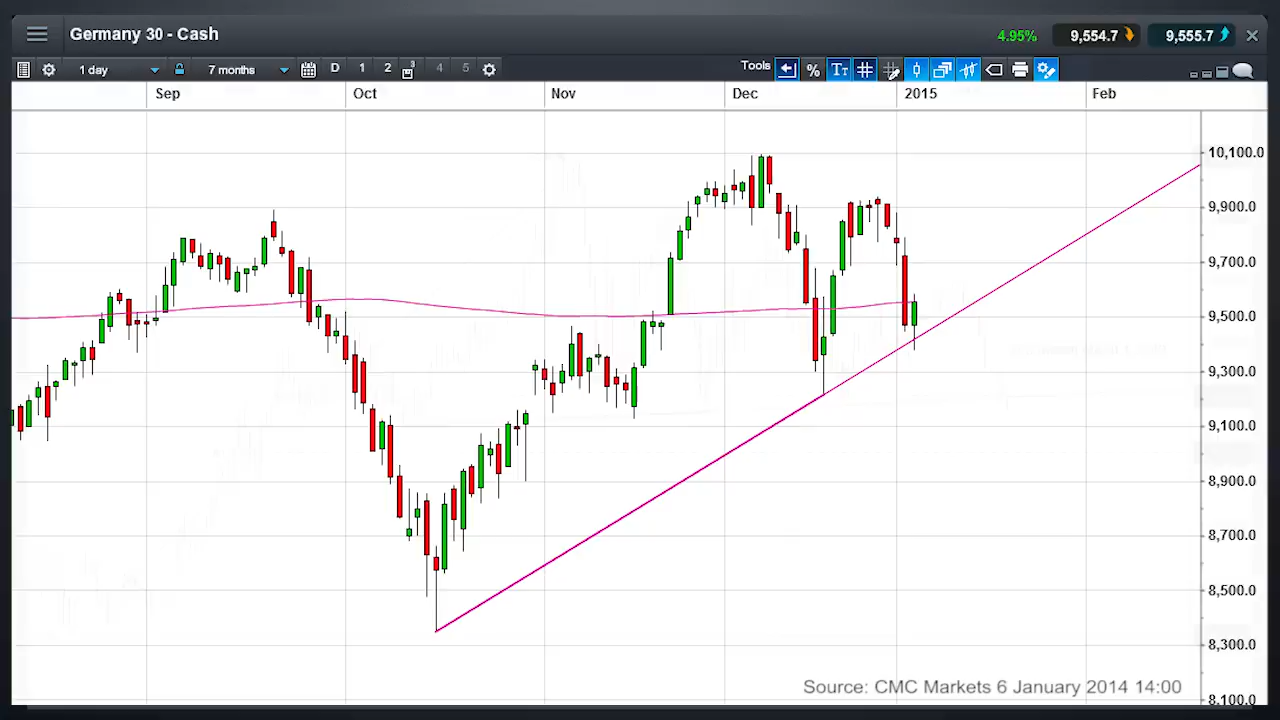 Germany 30 - Cash
4.95%
9,554.7
9,555.7
1 day
7 months
D
1
2
3
4
5
Tools
%
TT
Sep
Oct
Nov
Dec
2015
Feb
10,100.0
9,900.0
9,700.0
9,500.0
9,300.0
9,100.0
8,900.0
8,700.0
8,500.0
8,300.0
8,100.0
Source: CMC Markets 6 January 2014 14:00